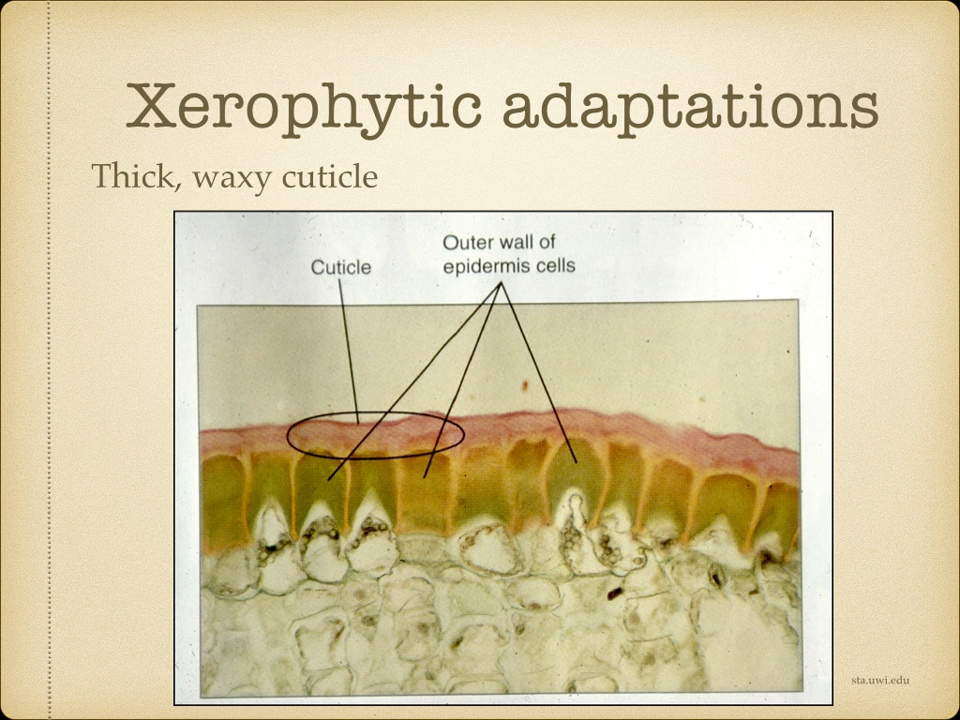 Xerophytic adaptations
Thick, waxy cuticle
Outer wall of
epidermis cells
Cuticle
sta.uwi.edu